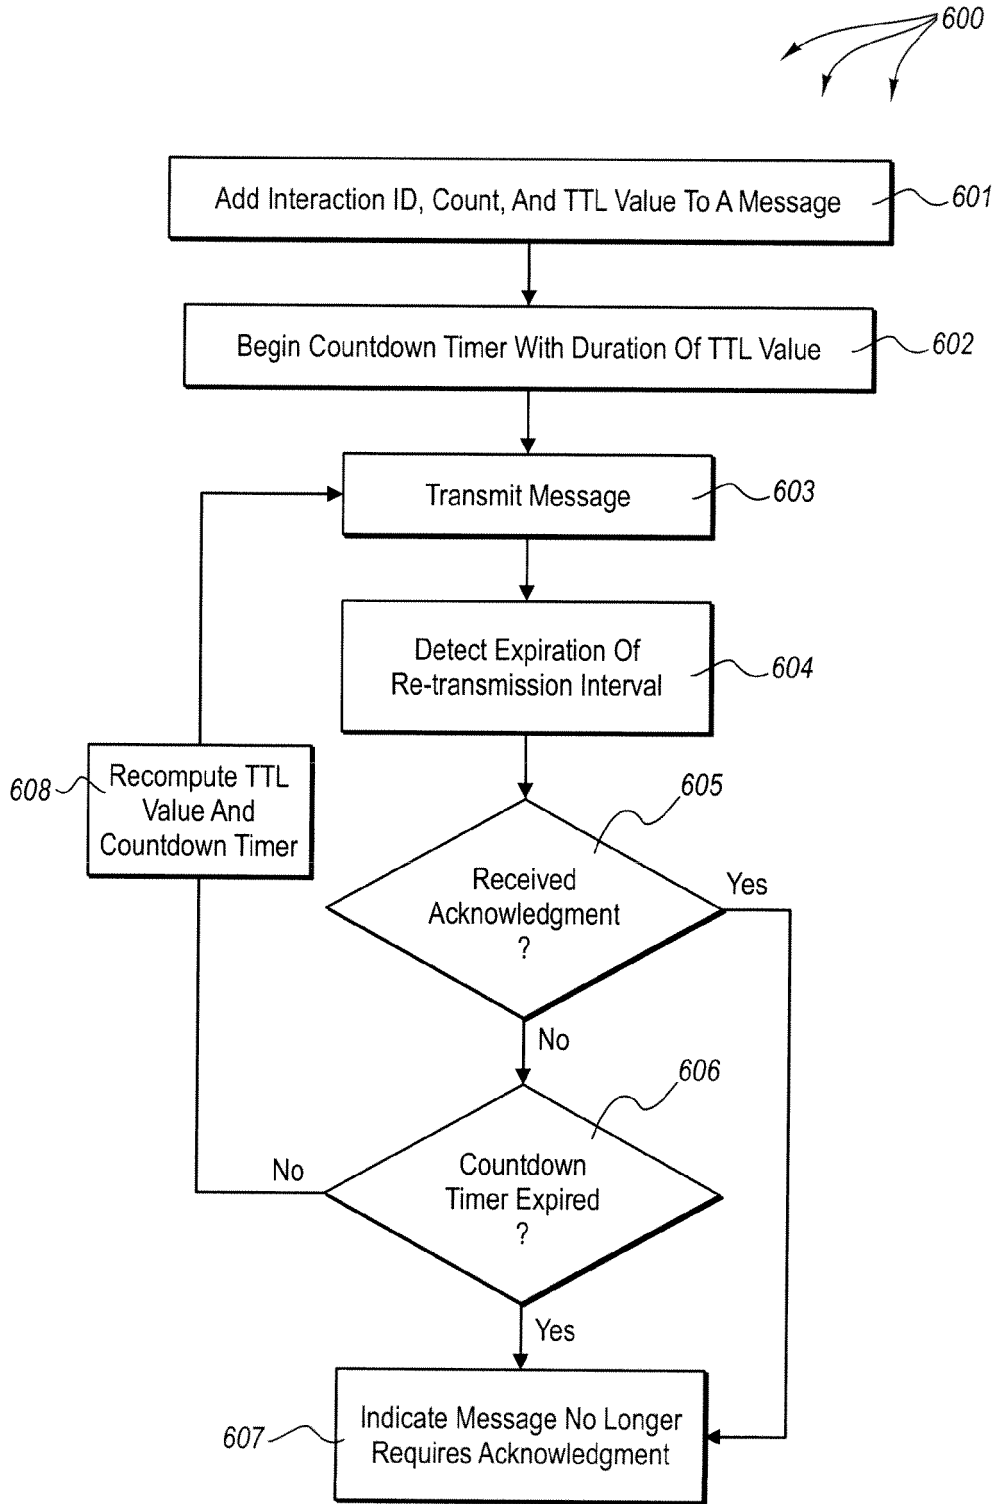 600
Add Interaction ID, Count, And TTL Value To A Message
601
Begin Countdown Timer With Duration Of TTL Value
602
Transmit Message
603
Detect Expiration Of
Re-transmission Interval
604
608
Recompute TTL
Value And
Countdown Timer
605
Received
Acknowledgment
?
Yes
No
606
Countdown
Timer Expired
?
No
Yes
607
Indicate Message No Longer
Requires Acknowledgment